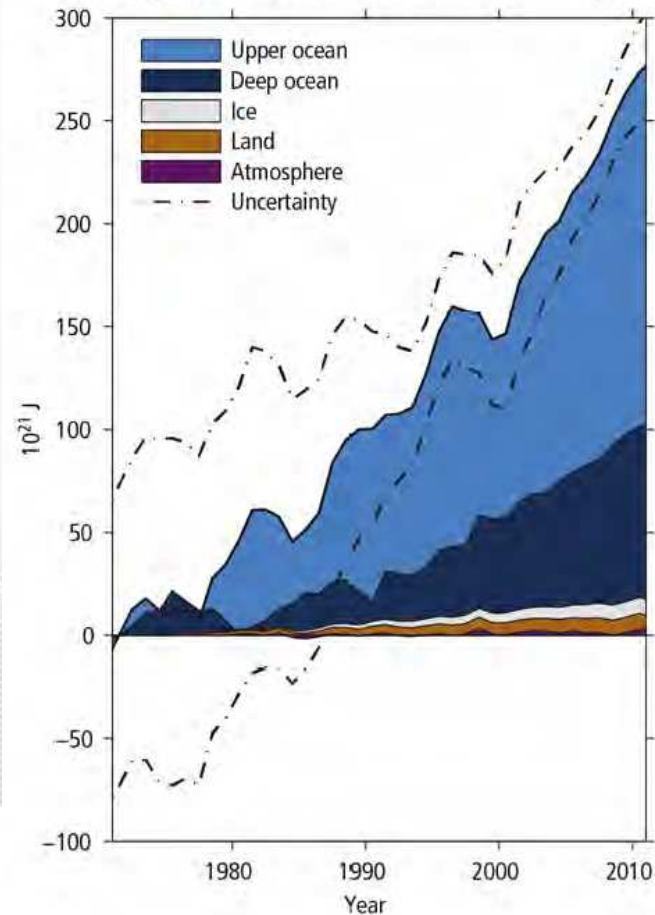 300
250
200
150
100
50
0
−50
−100
10²¹ J
Upper ocean
Deep ocean
Ice
Land
Atmosphere
Uncertainty
1980
1990
2000
2010
Year